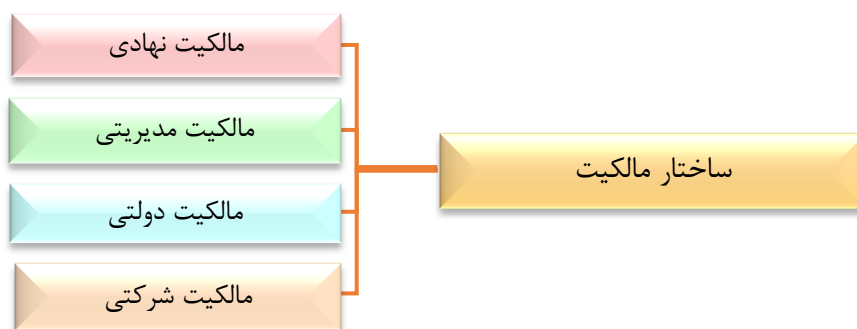 ساختار مالکیت
مالکیت نهادی
مالکیت مدیریتی
مالکیت دولتی
مالکیت شرکتی